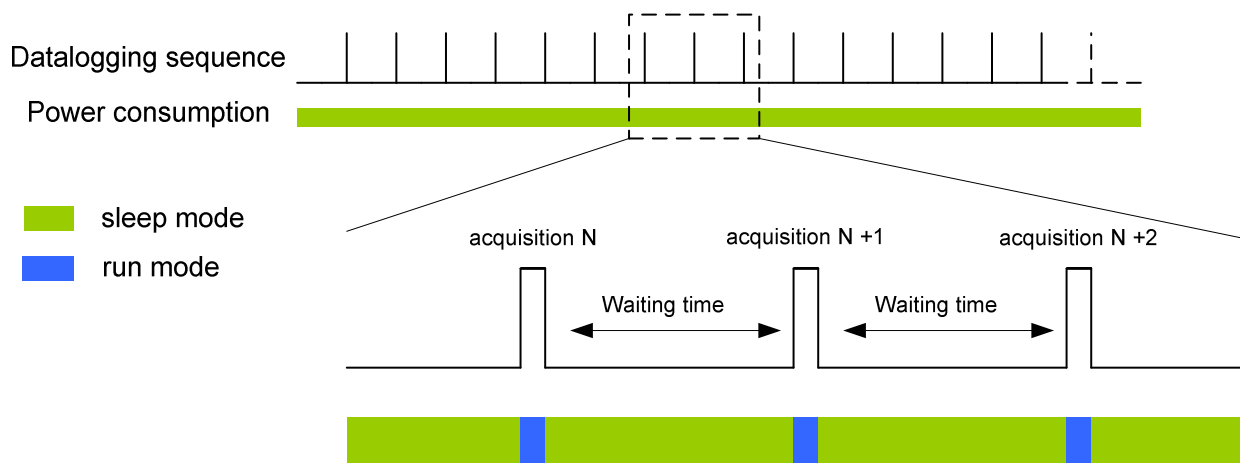 Datalogging sequence
Power consumption
sleep mode
run mode
acquisition N
acquisition N +1
acquisition N +2
Waiting time
Waiting time